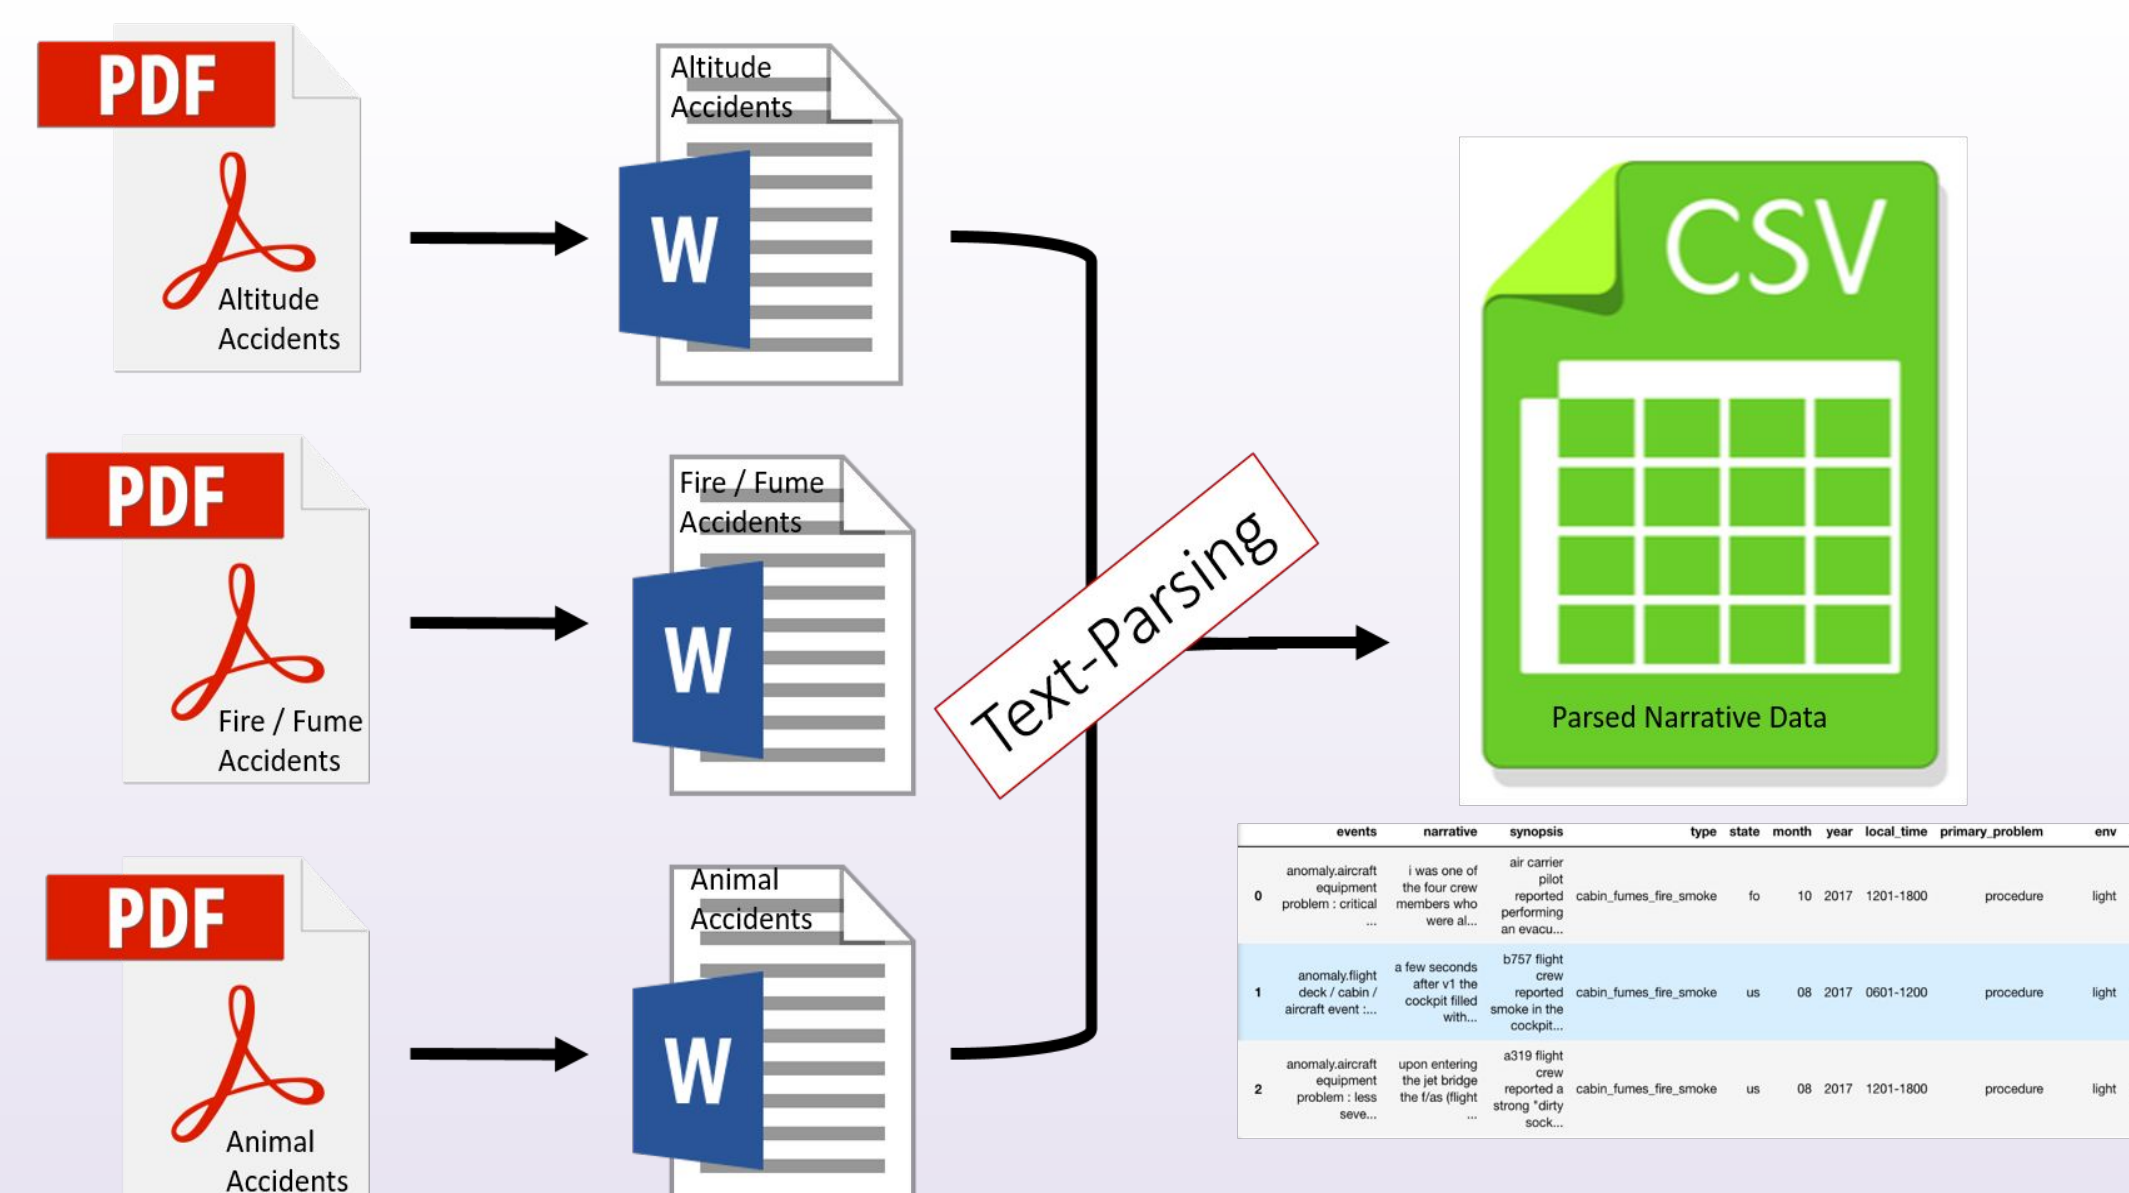 PDF
Altitude
Accidents
Altitude
Accidents
W
PDF
Fire / Fume
Accidents
Fire / Fume
Accidents
W
PDF
Animal
Accidents
Animal
Accidents
W
Text-Parsing
CSV
Parsed Narrative Data
events narrative synopsis type state month year local_time primary_problem env
0 anomaly.aircraft equipment problem : critical ... i was one of the four crew members who were al... air carrier pilot reported performing an evacu... cabin_fumes_fire_smoke fo 10 2017 1201-1800 procedure light
1 anomaly.flight deck / cabin / aircraft event :... a few seconds after v1 the cockpit filled with... b757 flight crew reported smoke in the cockpit... cabin_fumes_fire_smoke us 08 2017 0601-1200 procedure light
2 anomaly.aircraft equipment problem : less seve... upon entering the jet bridge the f/as (flight ... a319 flight crew reported a strong "dirty sock... cabin_fumes_fire_smoke us 08 2017 1201-1800 procedure light